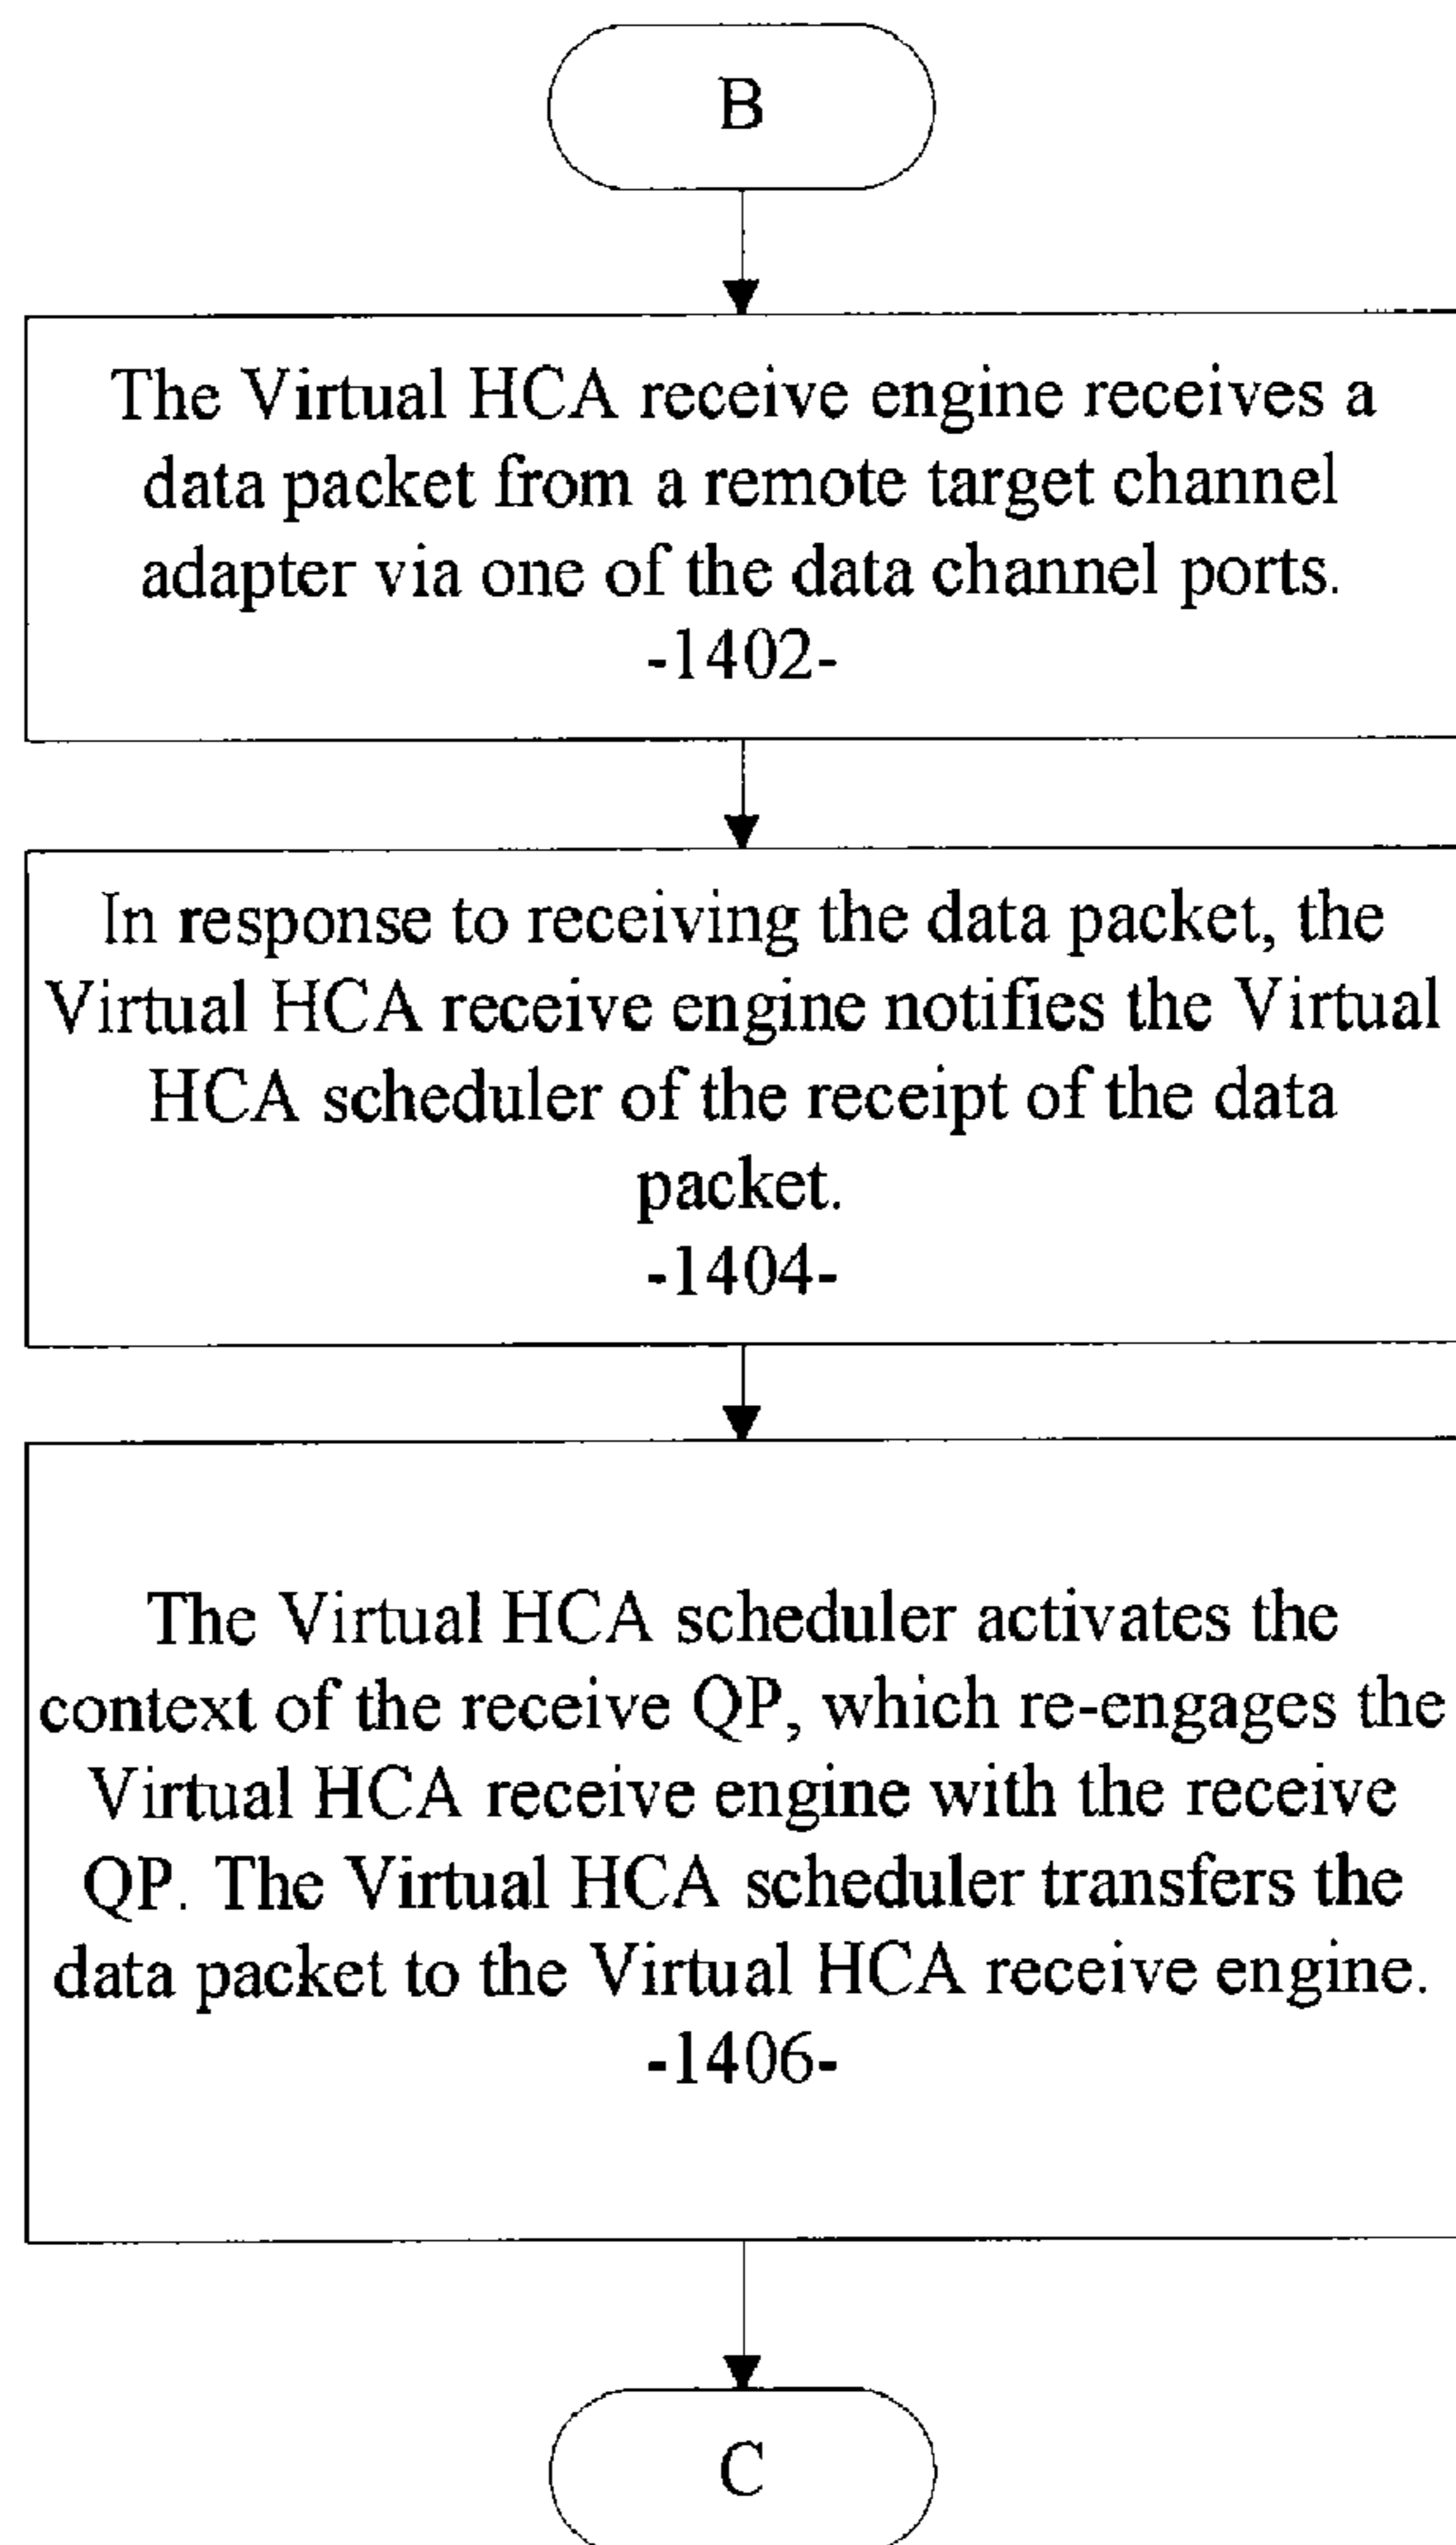 B
The Virtual HCA receive engine receives a
data packet from a remote target channel
adapter via one of the data channel ports.
-1402-
In response to receiving the data packet, the
Virtual HCA receive engine notifies the Virtual
HCA scheduler of the receipt of the data
packet.
-1404-
The Virtual HCA scheduler activates the
context of the receive QP, which re-engages the
Virtual HCA receive engine with the receive
QP. The Virtual HCA scheduler transfers the
data packet to the Virtual HCA receive engine.
-1406-
C